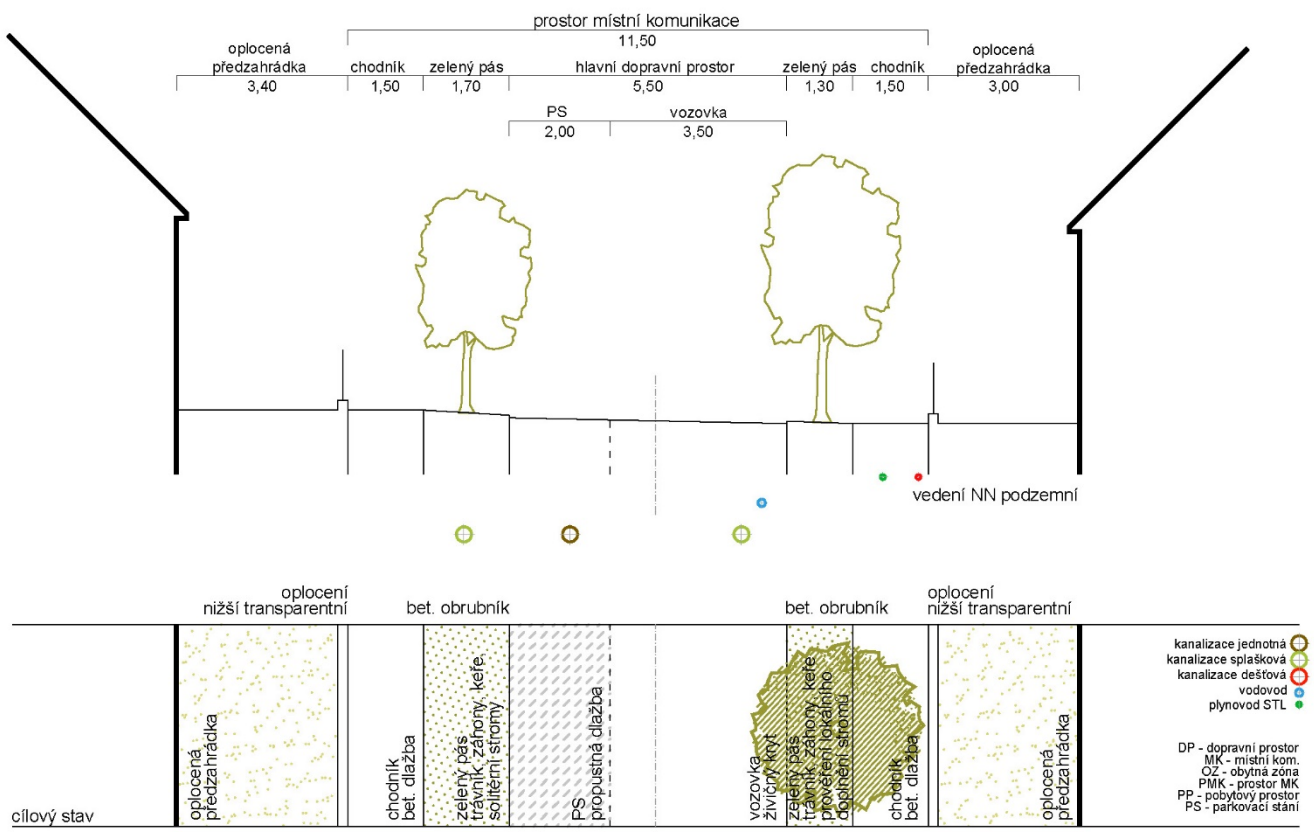 prostor místní komunikace
11,50
oplocená
předzahrádka
3,40
chodník
1,50
zelený pás
1,70
hlavní dopravní prostor
5,50
zelený pás
1,30
chodník
1,50
oplocená
předzahrádka
3,00
PS
2,00
vozovka
3,50
vedení NN podzemní
oplocení
nižší transparentní
bet. obrubník
bet. obrubník
oplocení
nižší transparentní
oplocená
předzahrádka
chodník
bet. dlažba
zelený pás
trávník, záhony, keře,
solitérní stromy
PS
propustná dlažba
vozovka
živičný kryt
zelený pás
trávník, záhony, keře
prověření lokálního
doplnění stromů
chodník
bet. dlažba
oplocená
předzahrádka
kanalizace jednotná
kanalizace splašková
kanalizace dešťová
vodovod
plynovod STL
DP - dopravní prostor
MK - místní kom.
OZ - obytná zóna
PMK - prostor MK
PP - pobytový prostor
PS - parkovací stání
cílový stav